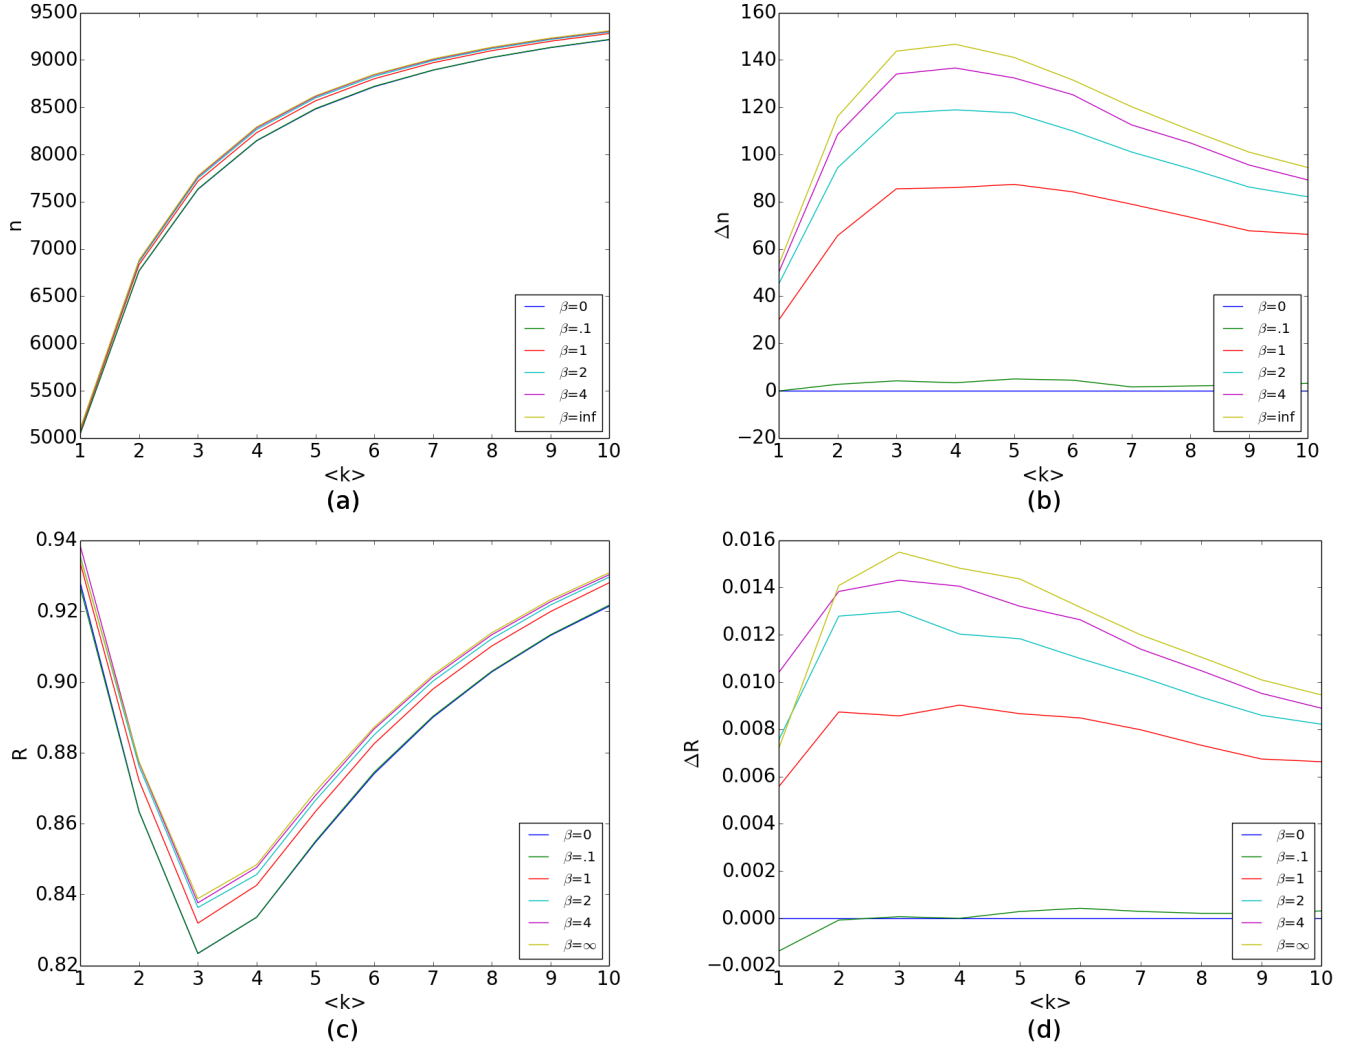 9500
9000
8500
8000
7500
7000
6500
6000
5500
5000
n
1 2 3 4 5 6 7 8 9 10
<k>
(a)
β=0
β=.1
β=1
β=2
β=4
β=inf
160
140
120
100
80
60
40
20
0
−20
Δn
1 2 3 4 5 6 7 8 9 10
<k>
(b)
β=0
β=.1
β=1
β=2
β=4
β=inf
0.94
0.92
0.90
0.88
0.86
0.84
0.82
R
1 2 3 4 5 6 7 8 9 10
<k>
(c)
β=0
β=.1
β=1
β=2
β=4
β=∞
0.016
0.014
0.012
0.010
0.008
0.006
0.004
0.002
0.000
−0.002
ΔR
1 2 3 4 5 6 7 8 9 10
<k>
(d)
β=0
β=.1
β=1
β=2
β=4
β=∞